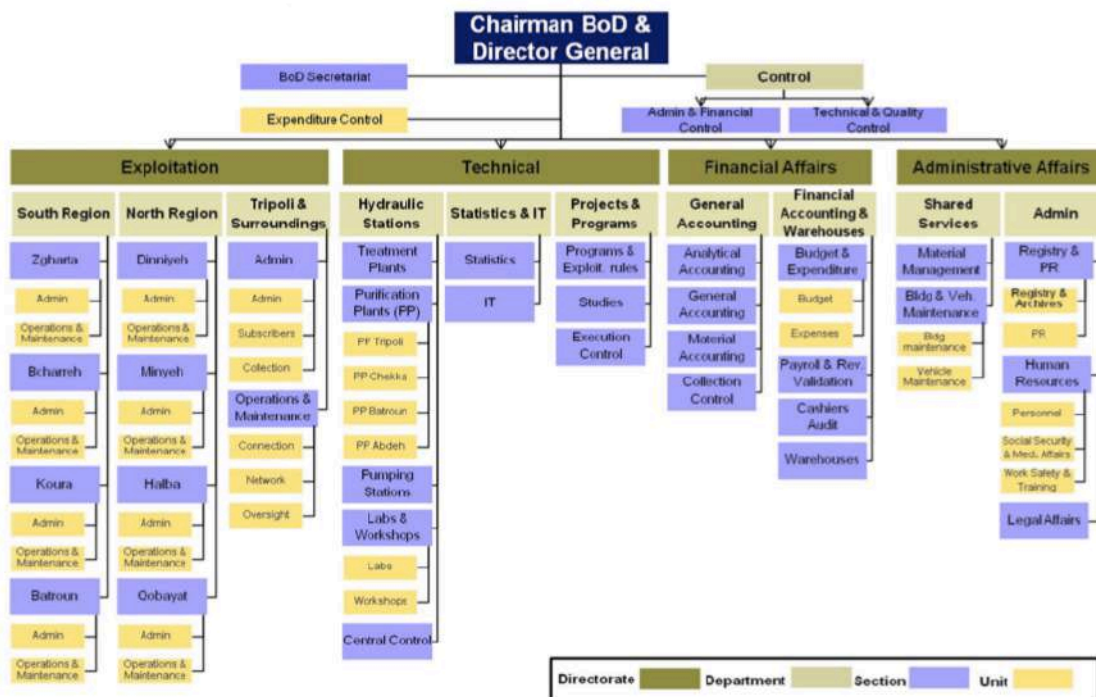 Chairman BoD &
Director General
BoD Secretariat
Control
Expenditure Control
Admin & Financial
Control
Technical & Quality
Control
Exploitation
Technical
Financial Affairs
Administrative Affairs
South Region
North Region
Tripoli &
Surroundings
Hydraulic
Stations
Statistics & IT
Projects &
Programs
General
Accounting
Financial
Accounting &
Warehouses
Shared
Services
Admin
Zgharta
Admin
Operations &
Maintenance
Bcharreh
Admin
Operations &
Maintenance
Koura
Admin
Operations &
Maintenance
Batroun
Admin
Operations &
Maintenance
Dinniyeh
Admin
Operations &
Maintenance
Minyeh
Admin
Operations &
Maintenance
Halba
Admin
Operations &
Maintenance
Qobayat
Admin
Operations &
Maintenance
Admin
Admin
Subscribers
Collection
Operations &
Maintenance
Connection
Network
Oversight
Treatment
Plants
Purification
Plants (PP)
PP Tripoli
PP Chekka
PP Batroun
PP Abdeh
Pumping
Stations
Labs &
Workshops
Labs
Workshops
Central Control
Statistics
IT
Programs &
Exploit. rules
Studies
Execution
Control
Analytical
Accounting
General
Accounting
Material
Accounting
Collection
Control
Budget &
Expenditure
Budget
Expenses
Payroll & Rev.
Validation
Cashiers
Audit
Warehouses
Material
Management
Bldg & Veh.
Maintenance
Bldg
maintenance
Vehicle
Maintenance
Registry &
PR
Registry &
Archives
PR
Human
Resources
Personnel
Social Security
& Med. Affairs
Work Safety &
Training
Legal Affairs
Directorate
Department
Section
Unit